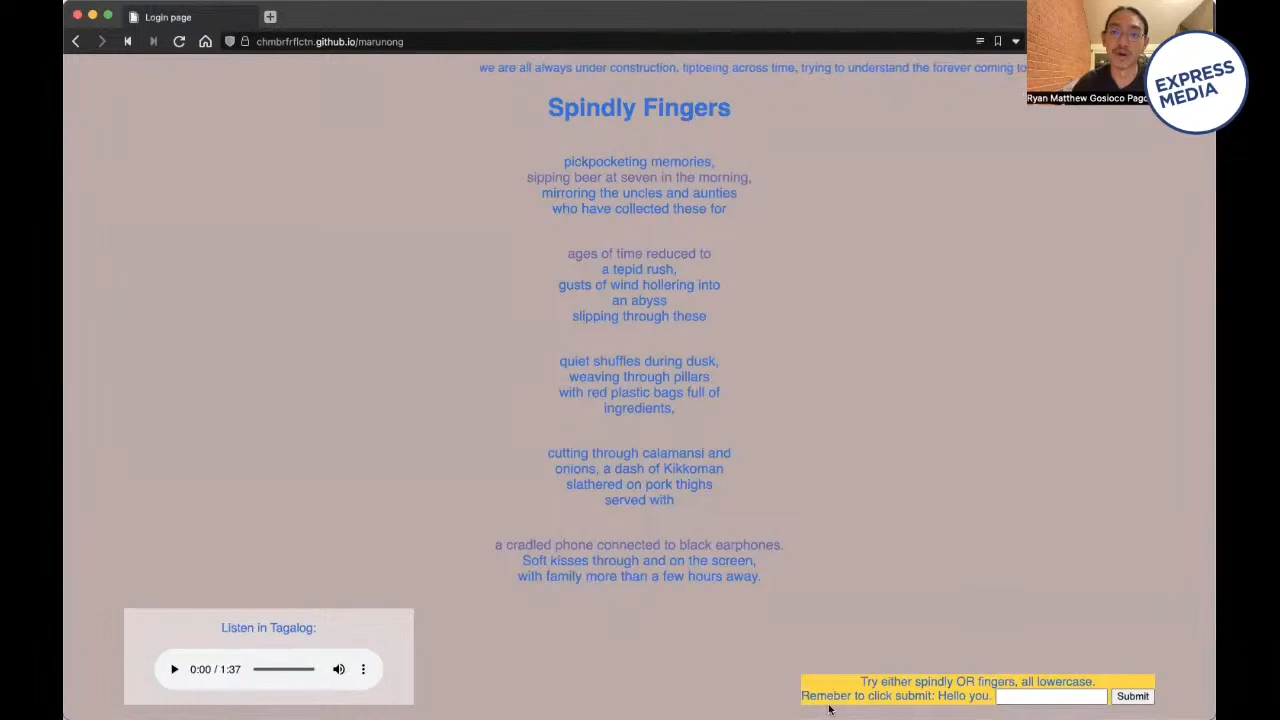 Login page
chmbrfrflctn.github.io/marunong
we are all always under construction, tiptoeing across time, trying to understand the forever coming to
Ryan Matthew Gosioco Pago
EXPRESS
MEDIA
Spindly Fingers
pickpocketing memories,
sipping beer at seven in the morning,
mirroring the uncles and aunties
who have collected these for
ages of time reduced to
a tepid rush,
gusts of wind hollering into
an abyss
slipping through these
quiet shuffles during dusk,
weaving through pillars
with red plastic bags full of
ingredients,
cutting through calamansi and
onions, a dash of Kikkoman
slathered on pork thighs
served with
a cradled phone connected to black earphones.
Soft kisses through and on the screen,
with family more than a few hours away.
Listen in Tagalog:
0:00 / 1:37
Try either spindly OR fingers, all lowercase.
Remeber to click submit: Hello you. Submit